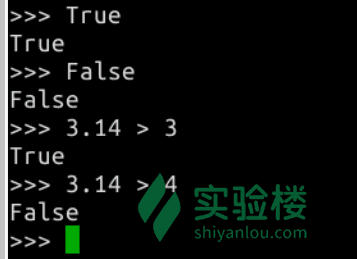 >>> True
True
>>> False
False
>>> 3.14 > 3
True
>>> 3.14 > 4
False
>>>
实验楼
shiyanlou.com